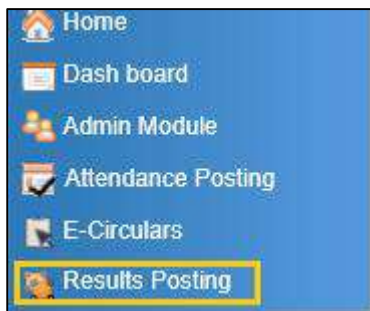 Home
Dash board
Admin Module
Attendance Posting
E-Circulars
Results Posting